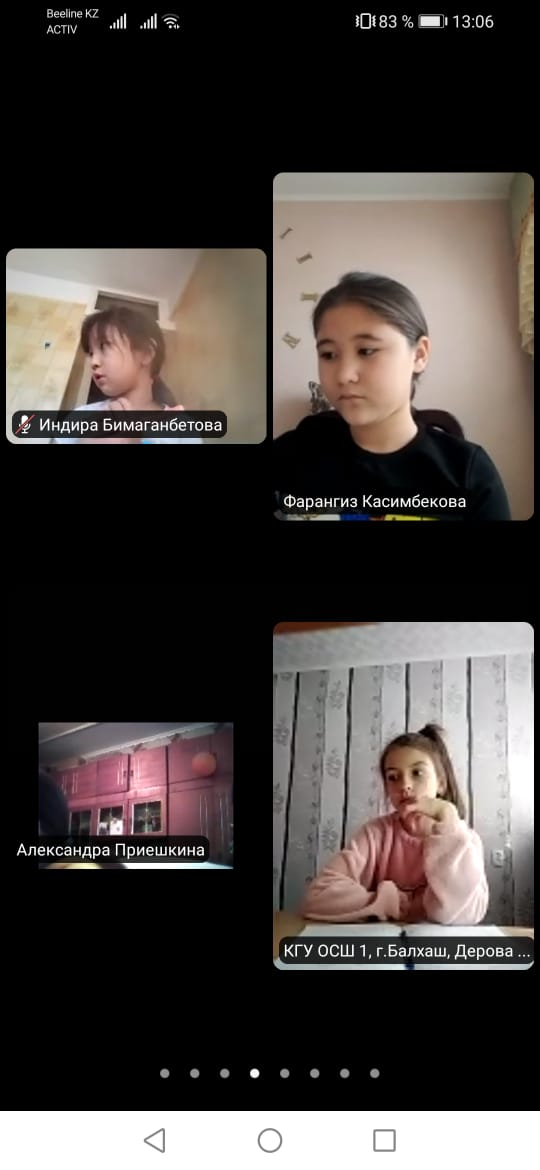 Beeline KZ
ACTIV
83 %
13:06
Индира Бимаганбетова
Фарангиз Касимбекова
Александра Приешкина
КГУ ОСШ 1, г.Балхаш, Дерова ...